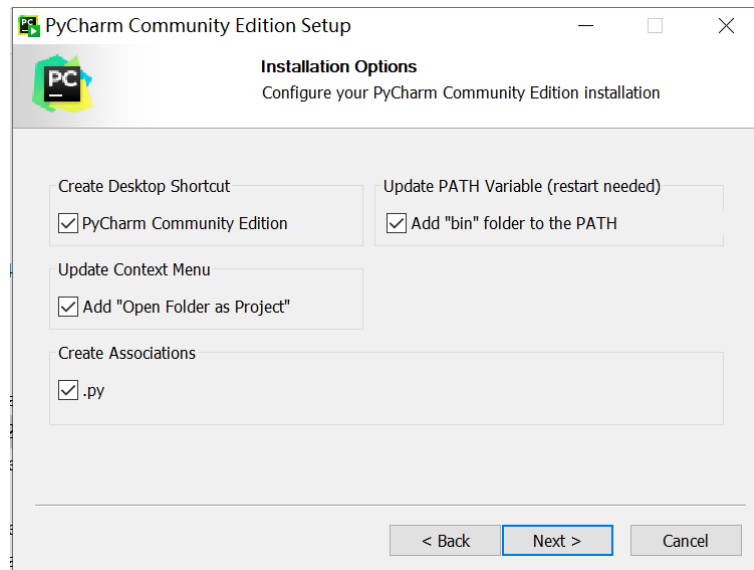 PyCharm Community Edition Setup
PC
Installation Options
Configure your PyCharm Community Edition installation
Create Desktop Shortcut
PyCharm Community Edition
Update PATH Variable (restart needed)
Add "bin" folder to the PATH
Update Context Menu
Add "Open Folder as Project"
Create Associations
.py
< Back
Next >
Cancel